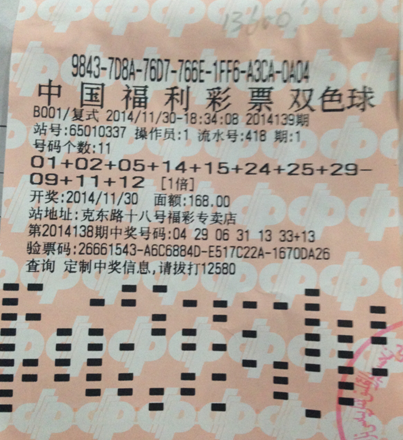 9843-7D8A-76D7-766E-1FF6-A3CA-0A04
中国福利彩票 双色球
B001/复式 2014/11/30-18:34:08 2014139期
站号:65010337 操作员:1 流水号:418 期:1
号码个数:11
01+02+05+14+15+24+25+29-
09+11+12 [1倍]
开奖:2014/11/30 面额:168.00
站地址:克东路十八号福彩专卖店
第2014138期中奖号码:04 29 06 31 13 33+13
验票码:26661543-A6C6884D-E517C22A-1670DA26
查询 定制中奖信息,请拔打12580